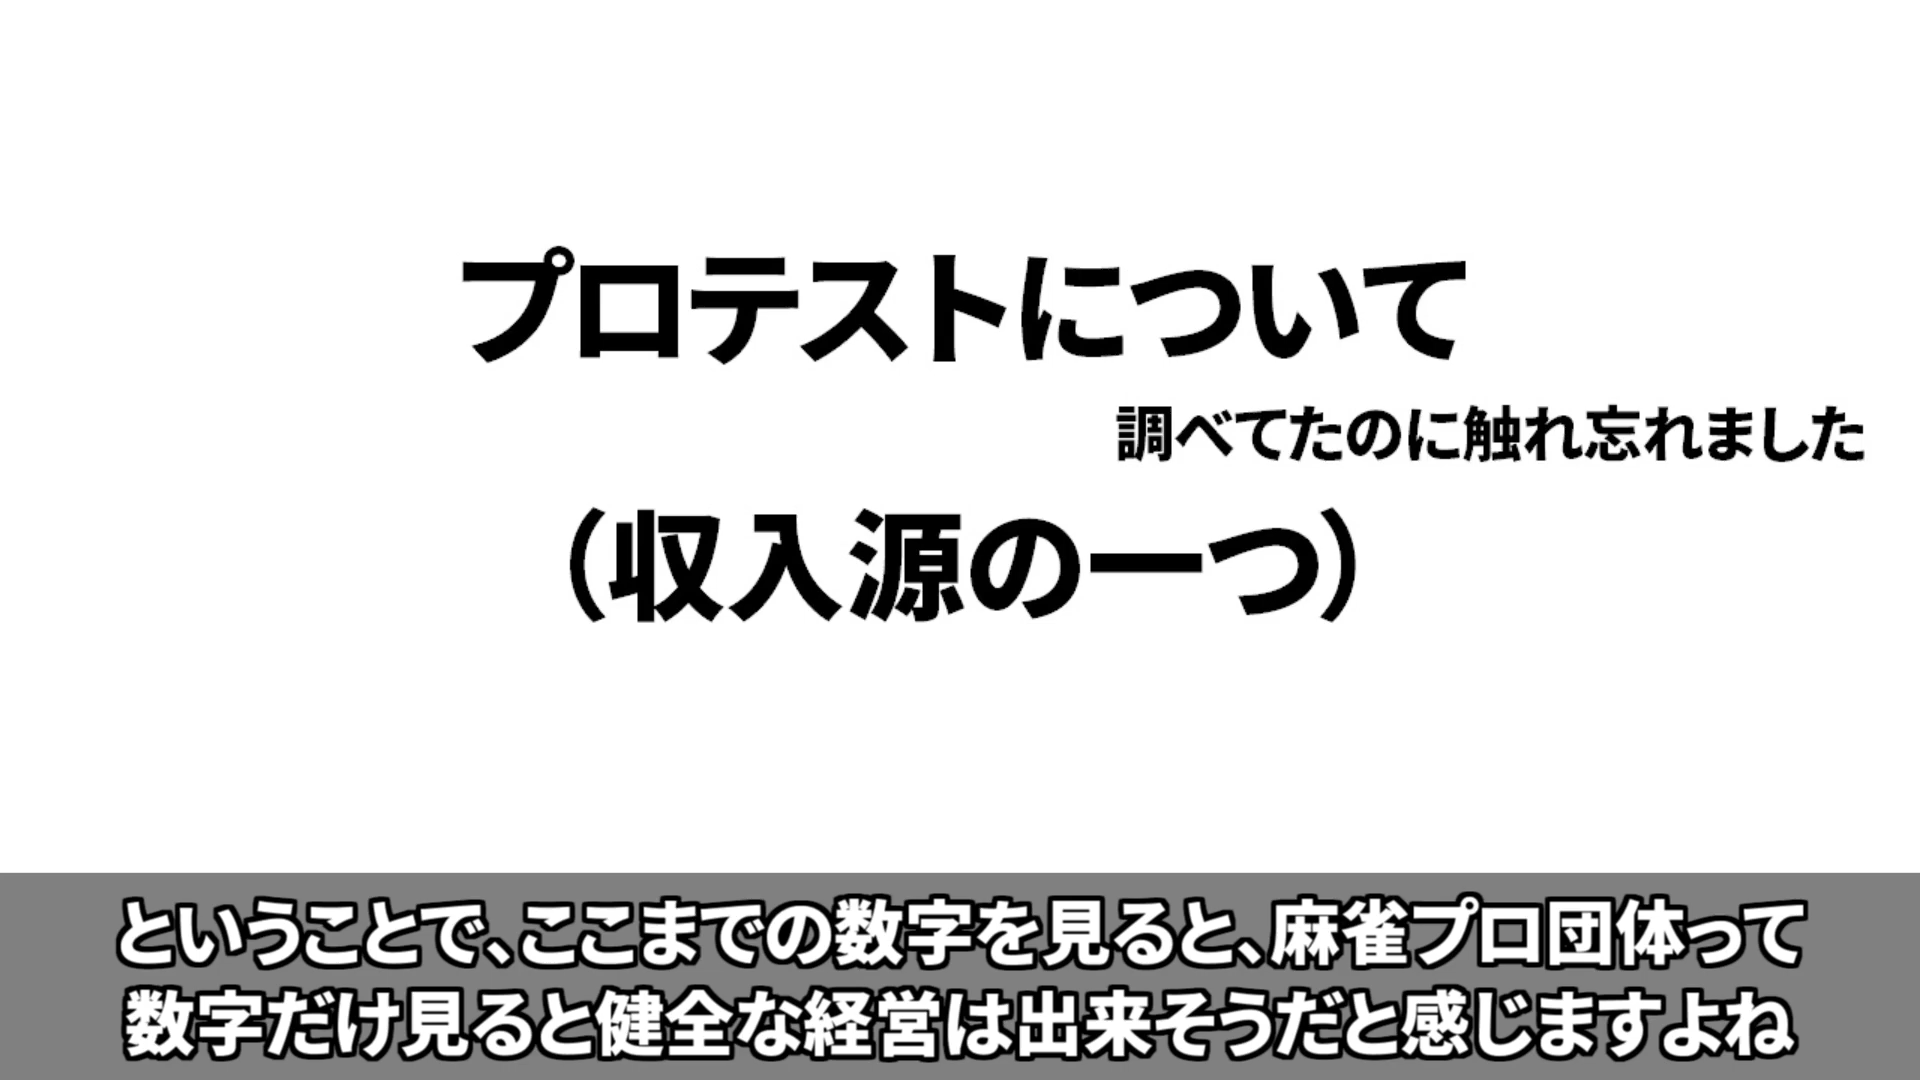 プロテストについて
調べてたのに触れ忘れました
（収入源の一つ）
ということで、ここまでの数字を見ると、麻雀プロ団体って
数字だけ見ると健全な経営は出来そうだと感じますよね